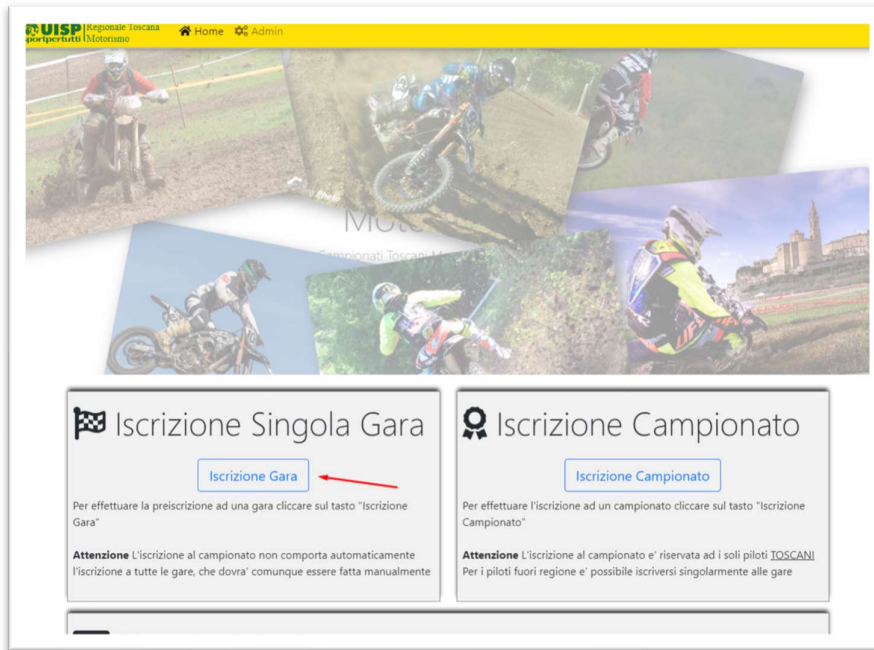 UISP Regionale Toscana
sportpertutti Motorismo
Home Admin
Campionati Toscani
Iscrizione Singola Gara
Iscrizione Gara
Per effettuare la preiscrizione ad una gara cliccare sul tasto "Iscrizione
Gara"
Attenzione L'iscrizione al campionato non comporta automaticamente
l'iscrizione a tutte le gare, che dovra' comunque essere fatta manualmente
Iscrizione Campionato
Iscrizione Campionato
Per effettuare l'iscrizione ad un campionato cliccare sul tasto "Iscrizione
Campionato"
Attenzione L'iscrizione al campionato e' riservata ad i soli piloti TOSCANI
Per i piloti fuori regione e' possibile iscriversi singolarmente alle gare